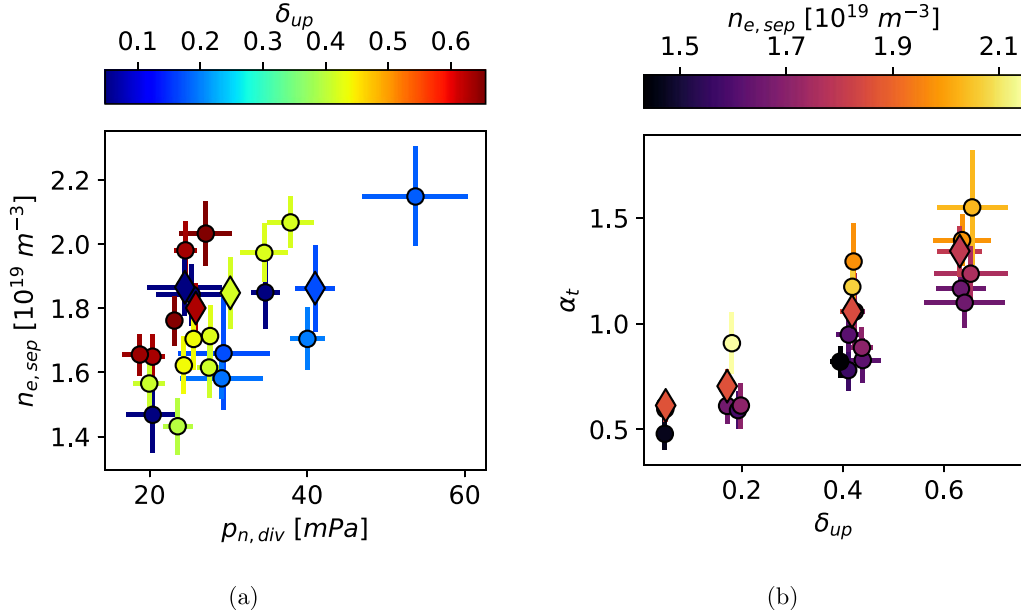 δ_up
0.1 0.2 0.3 0.4 0.5 0.6
n_e,sep [10^19 m^−3]
2.2
2.0
1.8
1.6
1.4
20 40 60
p_n,div [mPa]
(a)
n_e,sep [10^19 m^−3]
1.5 1.7 1.9 2.1
α_t
1.5
1.0
0.5
0.2 0.4 0.6
δ_up
(b)